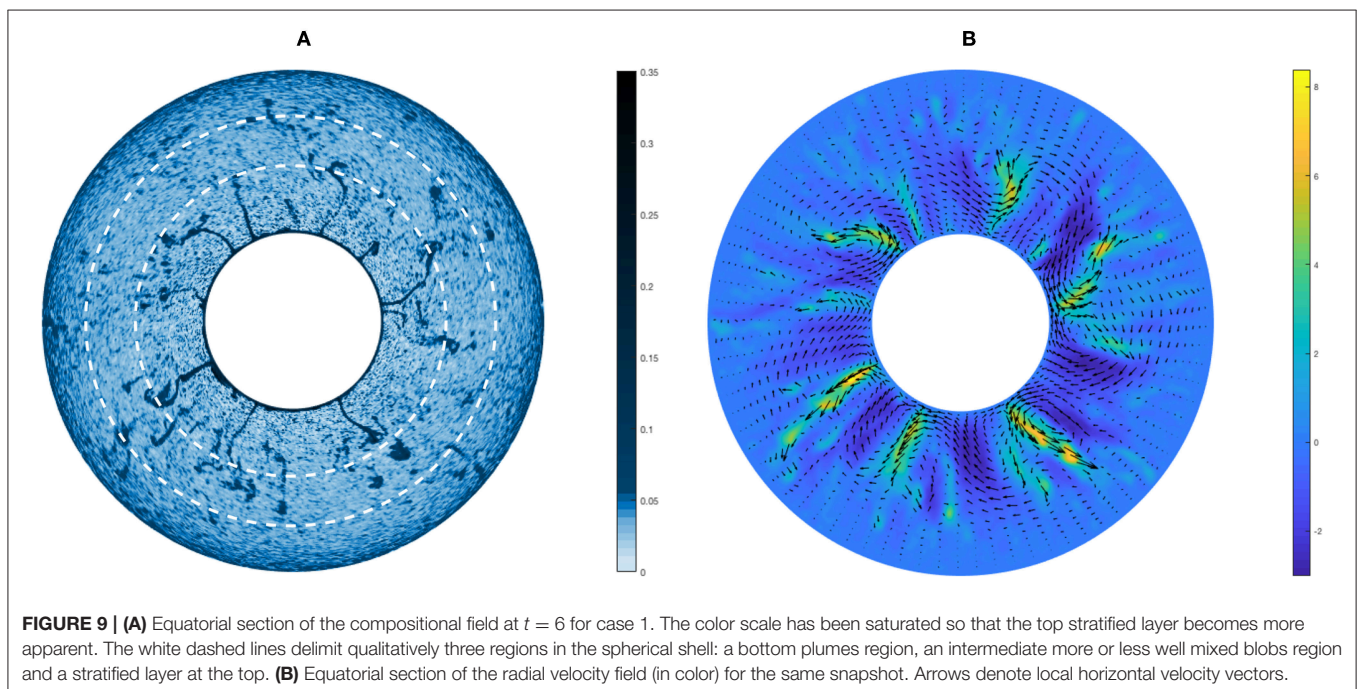 A
B
0.35
0.3
0.25
0.2
0.15
0.1
0.05
0
8
6
4
2
0
-2
FIGURE 9 | (A) Equatorial section of the compositional field at t = 6 for case 1. The color scale has been saturated so that the top stratified layer becomes more
apparent. The white dashed lines delimit qualitatively three regions in the spherical shell: a bottom plumes region, an intermediate more or less well mixed blobs region
and a stratified layer at the top. (B) Equatorial section of the radial velocity field (in color) for the same snapshot. Arrows denote local horizontal velocity vectors.